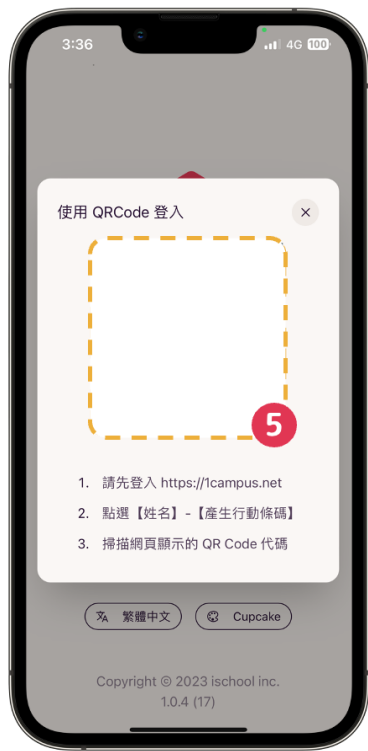 3:36 4G 100
使用 QRCode 登入
5
1. 請先登入 https://1campus.net
2. 點選【姓名】-【產生行動條碼】
3. 掃描網頁顯示的 QR Code 代碼
繁體中文 Cupcake
Copyright © 2023 ischool inc.
1.0.4 (17)